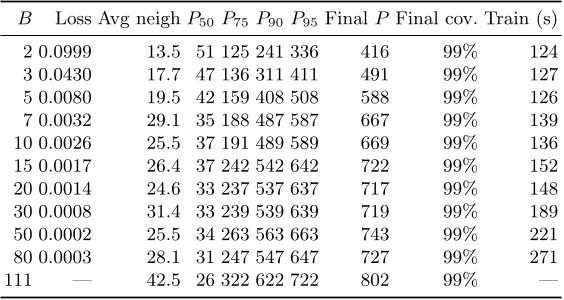 B Loss Avg neigh P50 P75 P90 P95 Final P Final cov. Train (s)
2 0.0999 13.5 51 125 241 336 416 99% 124
3 0.0430 17.7 47 136 311 411 491 99% 127
5 0.0080 19.5 42 159 408 508 588 99% 126
7 0.0032 29.1 35 188 487 587 667 99% 139
10 0.0026 25.5 37 191 489 589 669 99% 136
15 0.0017 26.4 37 242 542 642 722 99% 152
20 0.0014 24.6 33 237 537 637 717 99% 148
30 0.0008 31.4 33 239 539 639 719 99% 189
50 0.0002 25.5 34 263 563 663 743 99% 221
80 0.0003 28.1 31 247 547 647 727 99% 271
111 — 42.5 26 322 622 722 802 99% —